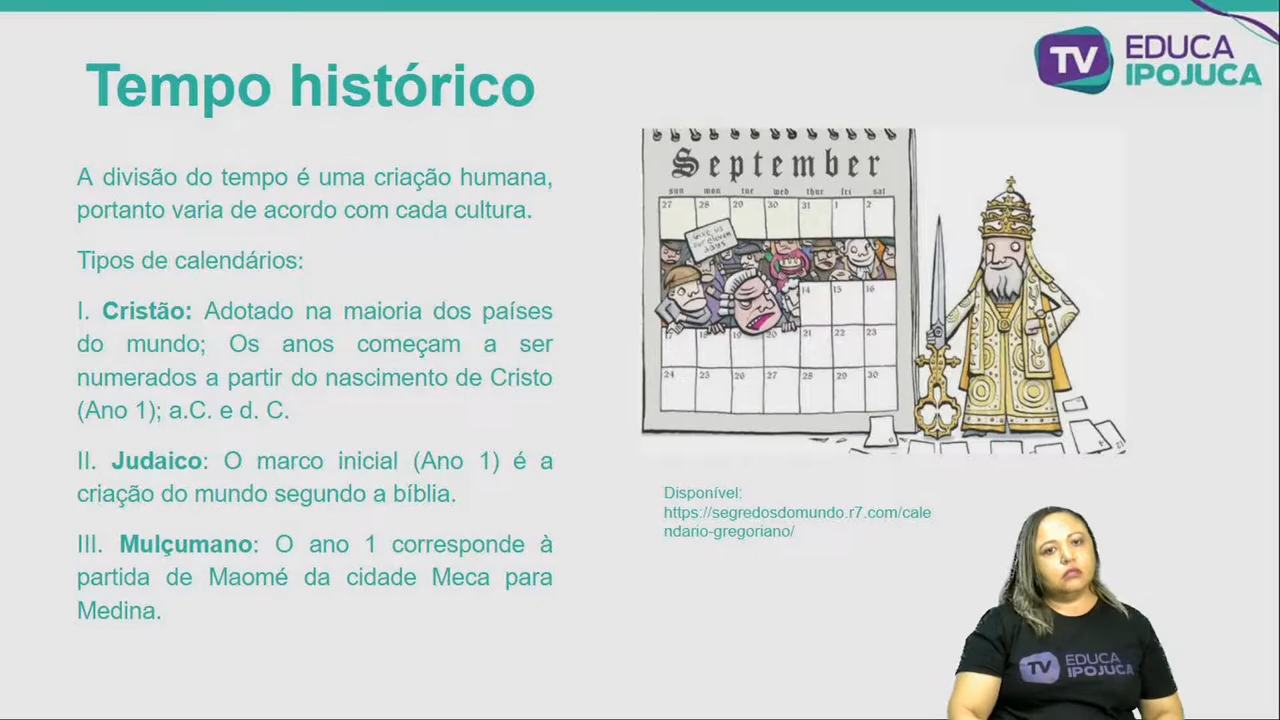 Tempo histórico
TV EDUCA
IPOJUCA
A divisão do tempo é uma criação humana,
portanto varia de acordo com cada cultura.
Tipos de calendários:
I. Cristão: Adotado na maioria dos países
do mundo; Os anos começam a ser
numerados a partir do nascimento de Cristo
(Ano 1); a.C. e d. C.
II. Judaico: O marco inicial (Ano 1) é a
criação do mundo segundo a bíblia.
III. Mulçumano: O ano 1 corresponde à
partida de Maomé da cidade Meca para
Medina.
September
sun mon tue wed thur fri sat
27 28 29 30 31 1 2
Give us
our eleven
days
14 15 16
17 18 19 20 21 22 23
24 25 26 27 28 29 30
Disponível:
https://segredosdomundo.r7.com/cale
ndario-gregoriano/
TV EDUCA
IPOJUCA